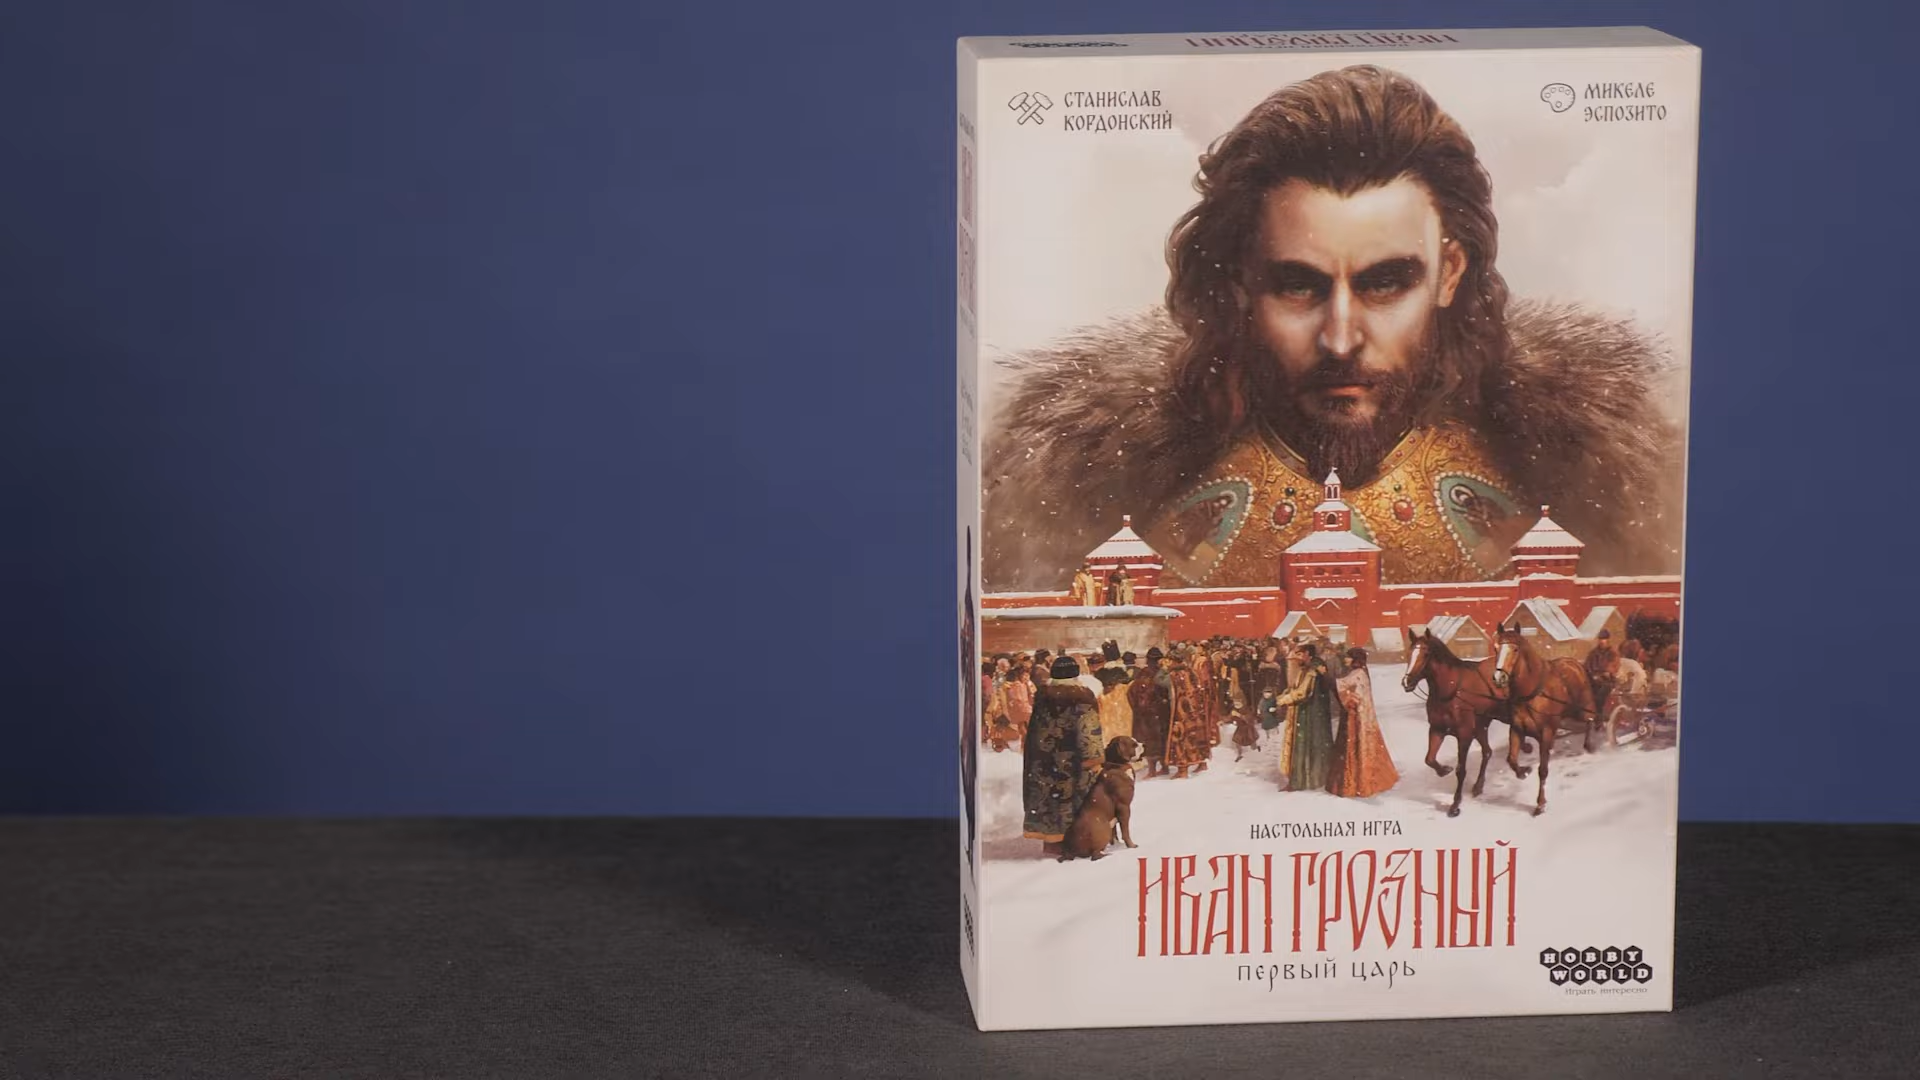 СТАНИСЛАВ
КОРДОНСКИЙ
МИКЕЛЕ
ЭСПОЗИТО
НАСТОЛЬНАЯ ИГРА
ИВАН ГРОЗНЫЙ
ПЕРВЫЙ ЦАРЬ
HOBBY
WORLD
Играть интересно